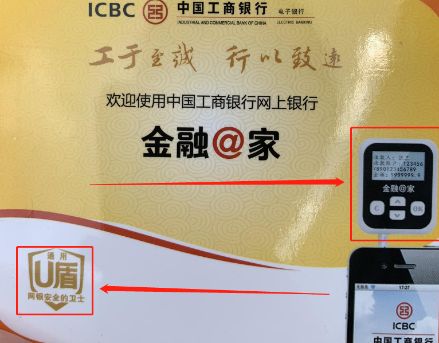 ICBC 中国工商银行 电子银行
INDUSTRIAL AND COMMERCIAL BANK OF CHINA ELECTRONIC BANKING
工于至诚 行以致远
欢迎使用中国工商银行网上银行
金融@家
金融@家
C OK
通用
U盾
网银安全的卫士
17:27
ICBC
中国工商银行